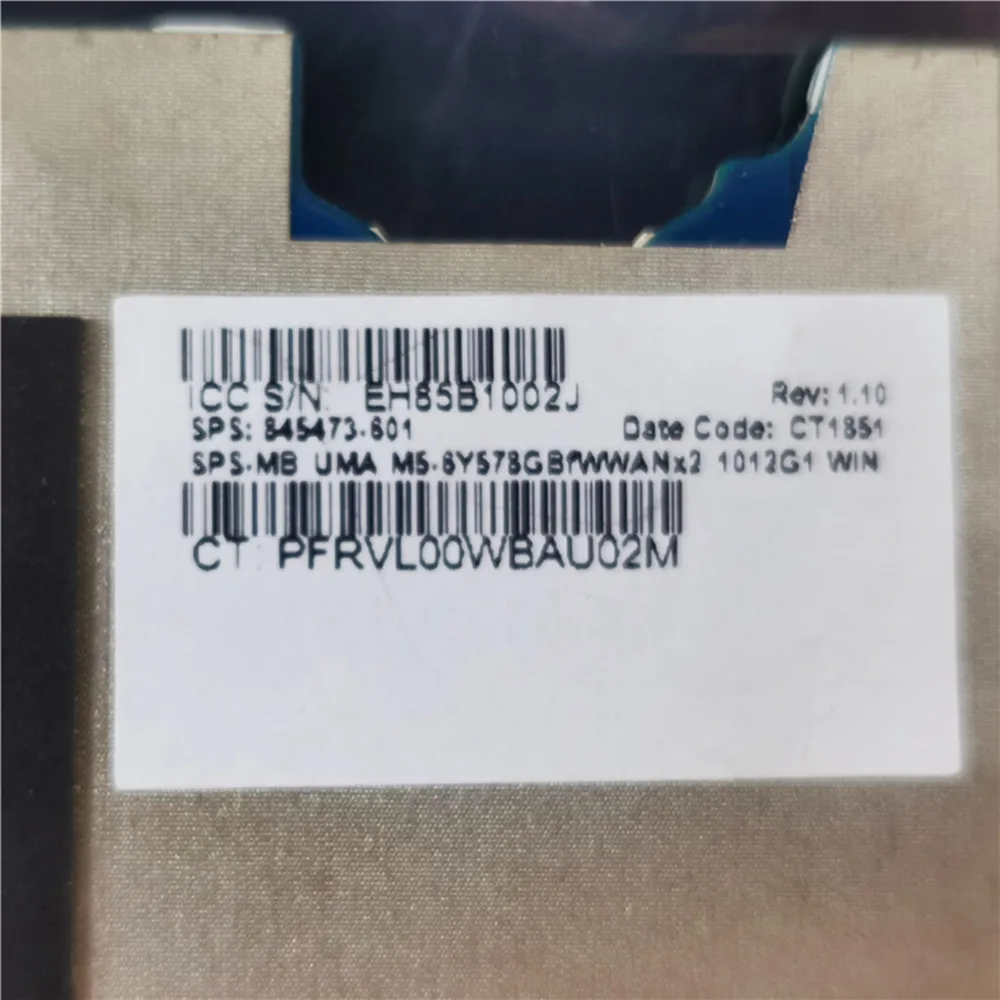 ICC S/N: EH85B1002J
Rev: 1.10
SPS: 845473-601
Date Code: CT1851
SPS-MB UMA M5-6Y578GBfWWANx2 1012G1 WIN
CT: PFRVL00WBAU02M